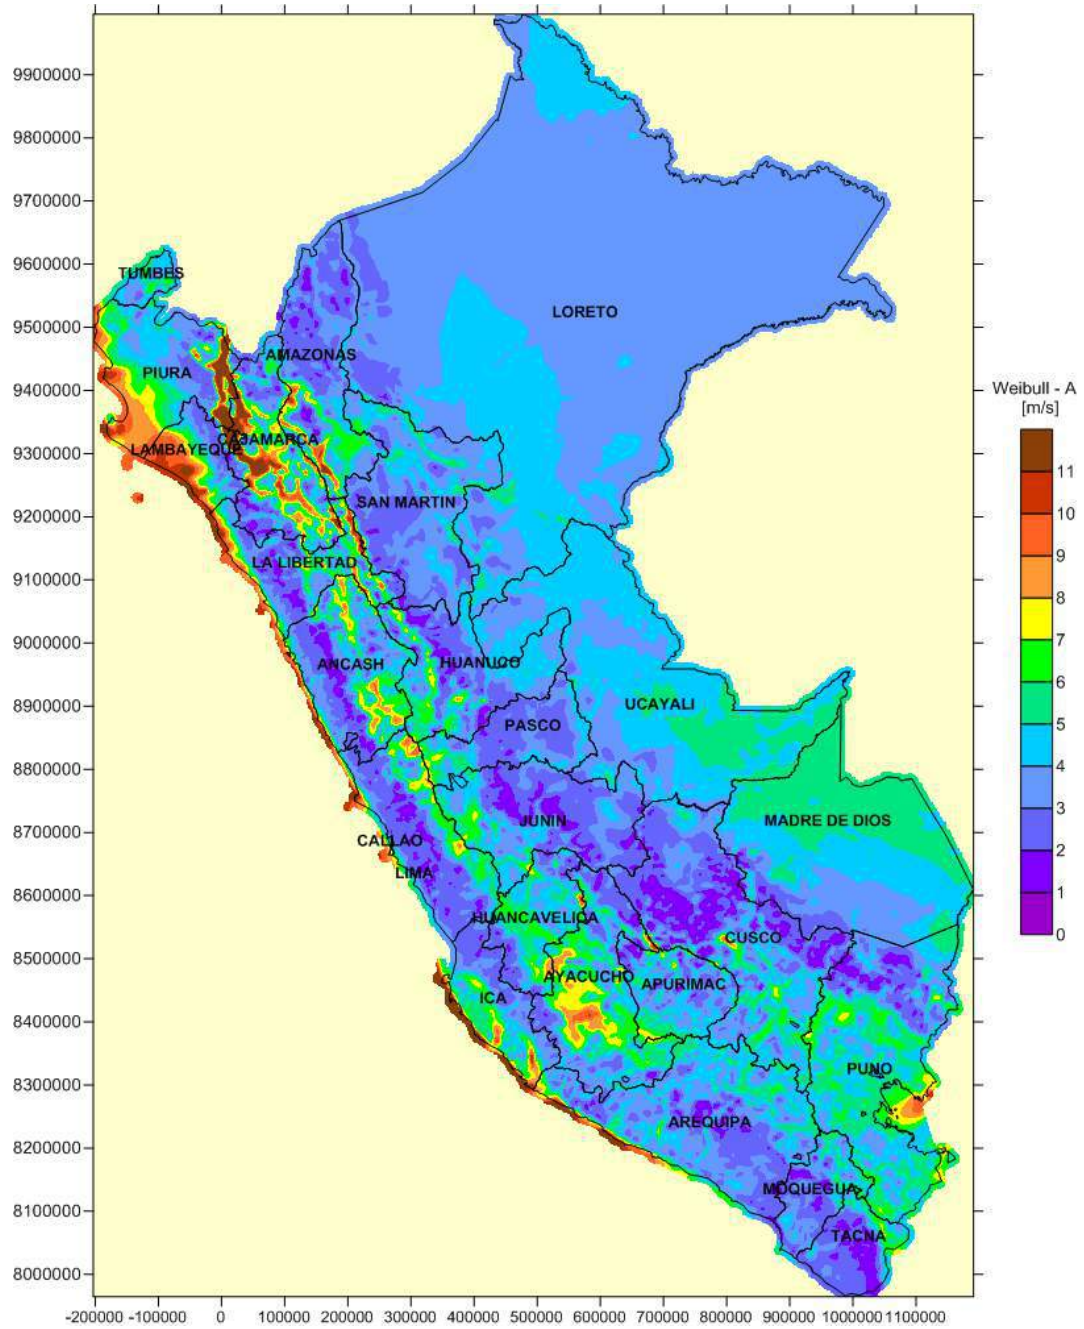 9900000
9800000
9700000
9600000
TUMBES
LORETO
9500000
AMAZONAS
PIURA
9400000
Weibull - A
[m/s]
CAJAMARCA
LAMBAYEQUE
9300000
11
SAN MARTIN
10
9200000
9
LA LIBERTAD
9100000
8
7
9000000
ANCASH
HUANUCO
6
UCAYALI
8900000
PASCO
5
8800000
4
JUNIN
MADRE DE DIOS
3
8700000
CALLAO
2
LIMA
8600000
1
HUANCAVELICA
CUSCO
0
8500000
AYACUCHO
APURIMAC
ICA
8400000
PUNO
8300000
AREQUIPA
8200000
MOQUEGUA
8100000
TACNA
8000000
-200000 -100000 0 100000 200000 300000 400000 500000 600000 700000 800000 900000 1000000 1100000